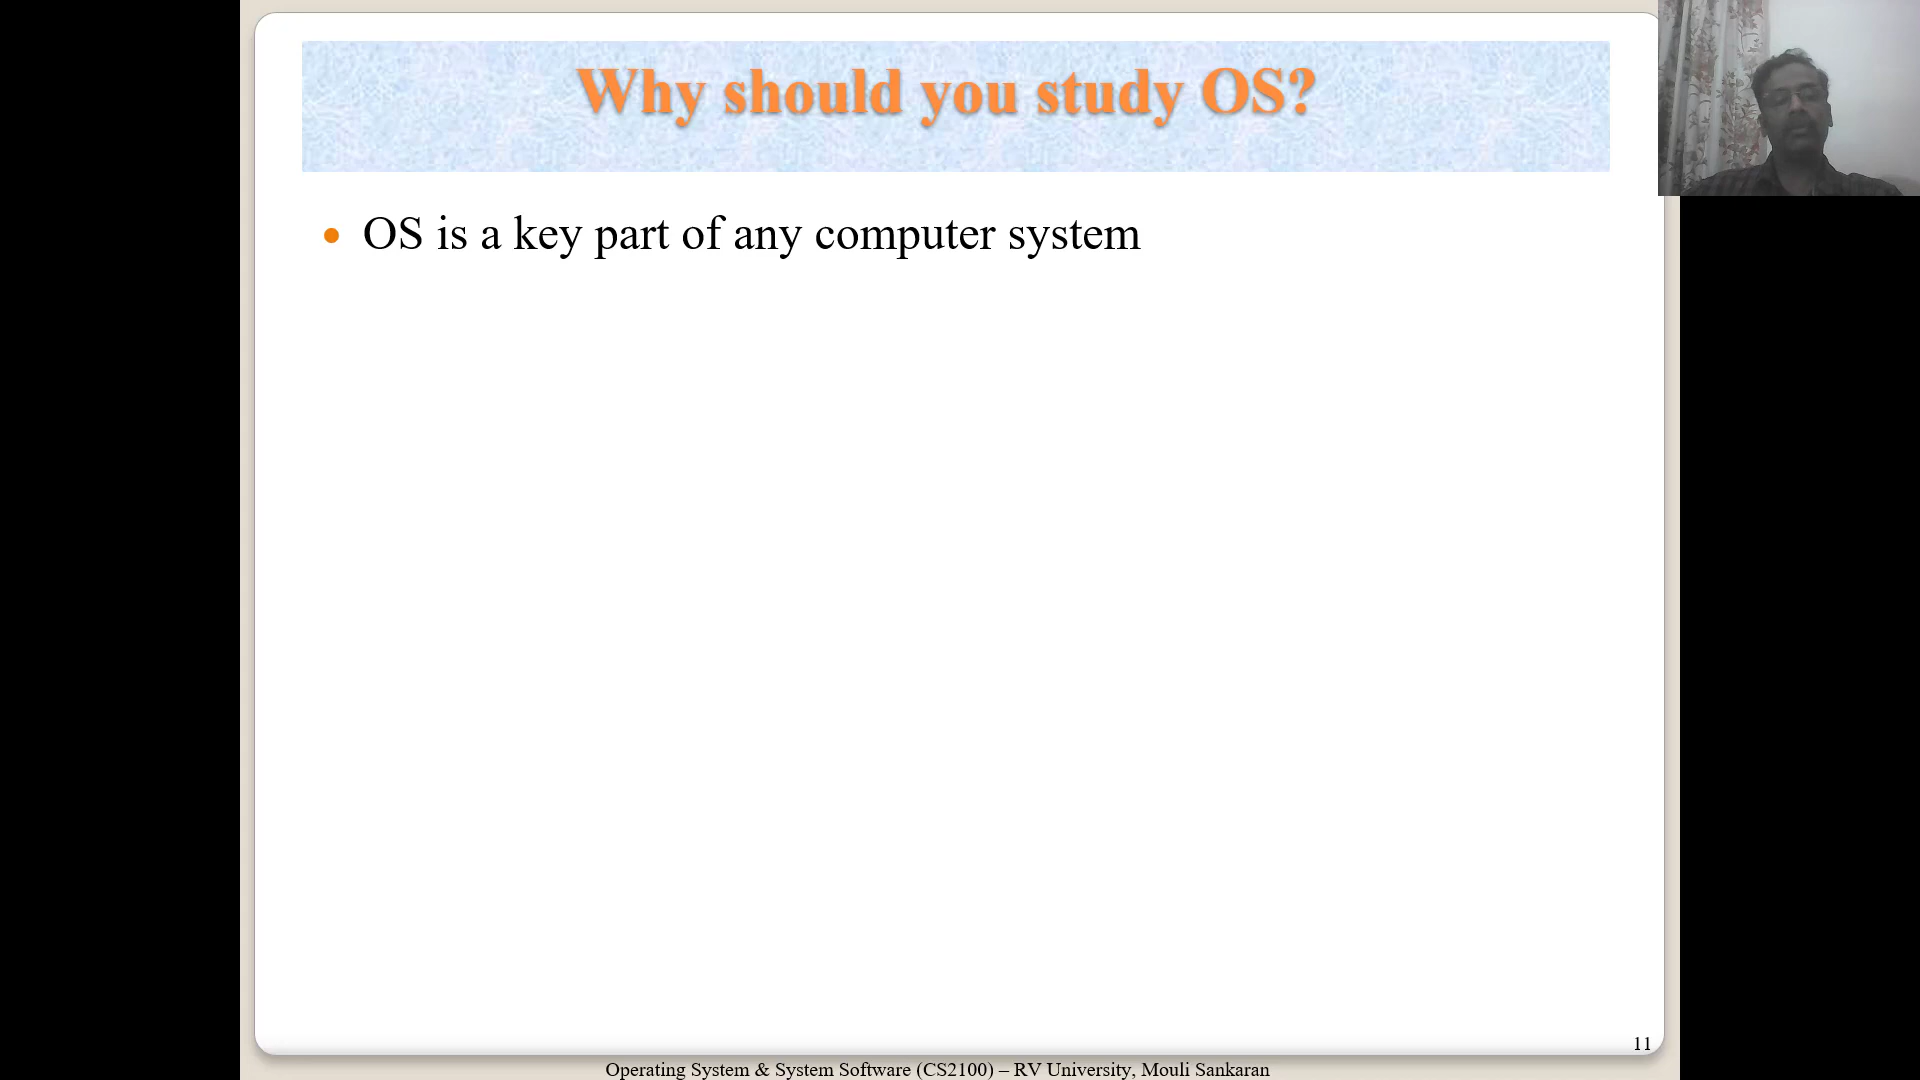 Why should you study OS?
• OS is a key part of any computer system
11
Operating System & System Software (CS2100) – RV University, Mouli Sankaran